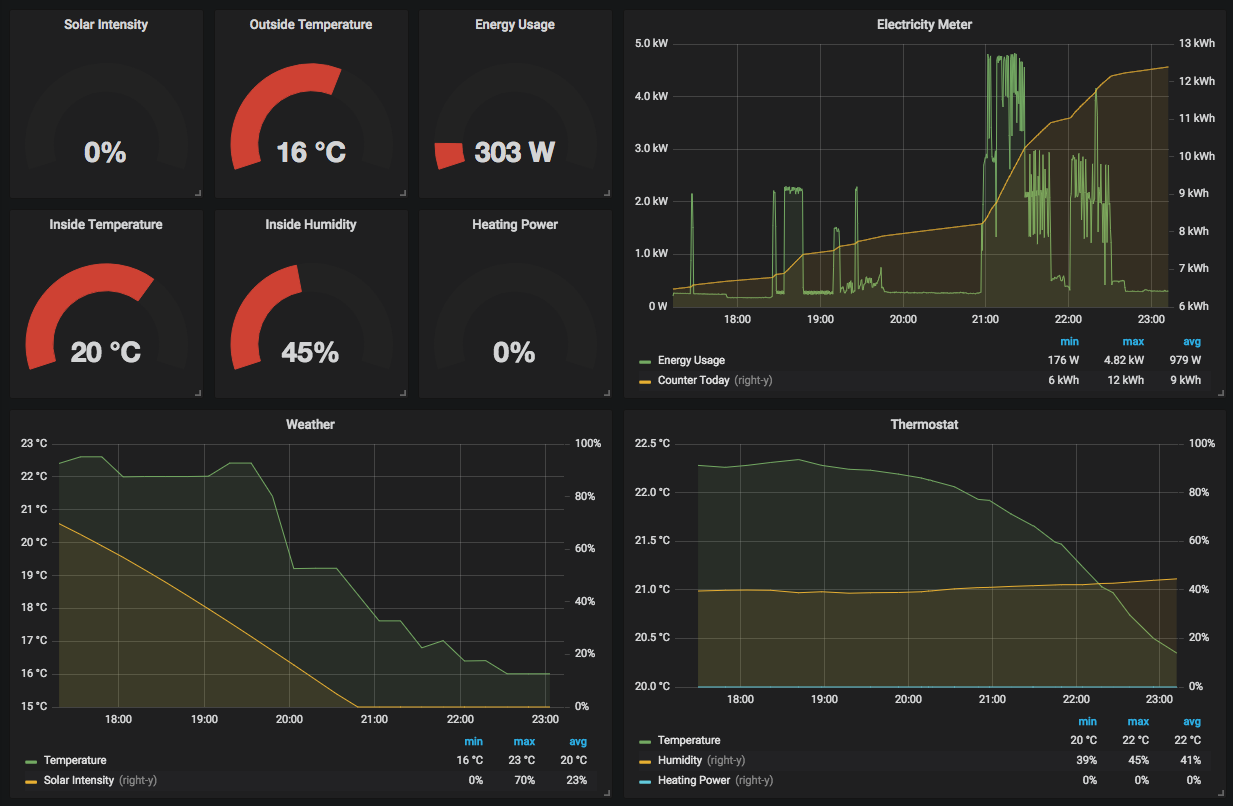 Solar Intensity
0%
Outside Temperature
16 °C
Energy Usage
303 W
Inside Temperature
20 °C
Inside Humidity
45%
Heating Power
0%
Electricity Meter
5.0 kW
4.0 kW
3.0 kW
2.0 kW
1.0 kW
0 W
13 kWh
12 kWh
11 kWh
10 kWh
9 kWh
8 kWh
7 kWh
6 kWh
18:00 19:00 20:00 21:00 22:00 23:00
min max avg
Energy Usage 176 W 4.82 kW 979 W
Counter Today (right-y) 6 kWh 12 kWh 9 kWh
Weather
23 °C
22 °C
21 °C
20 °C
19 °C
18 °C
17 °C
16 °C
15 °C
100%
80%
60%
40%
20%
0%
18:00 19:00 20:00 21:00 22:00 23:00
min max avg
Temperature 16 °C 23 °C 20 °C
Solar Intensity (right-y) 0% 70% 23%
Thermostat
22.5 °C
22.0 °C
21.5 °C
21.0 °C
20.5 °C
20.0 °C
100%
80%
60%
40%
20%
0%
18:00 19:00 20:00 21:00 22:00 23:00
min max avg
Temperature 20 °C 22 °C 22 °C
Humidity (right-y) 39% 45% 41%
Heating Power (right-y) 0% 0% 0%